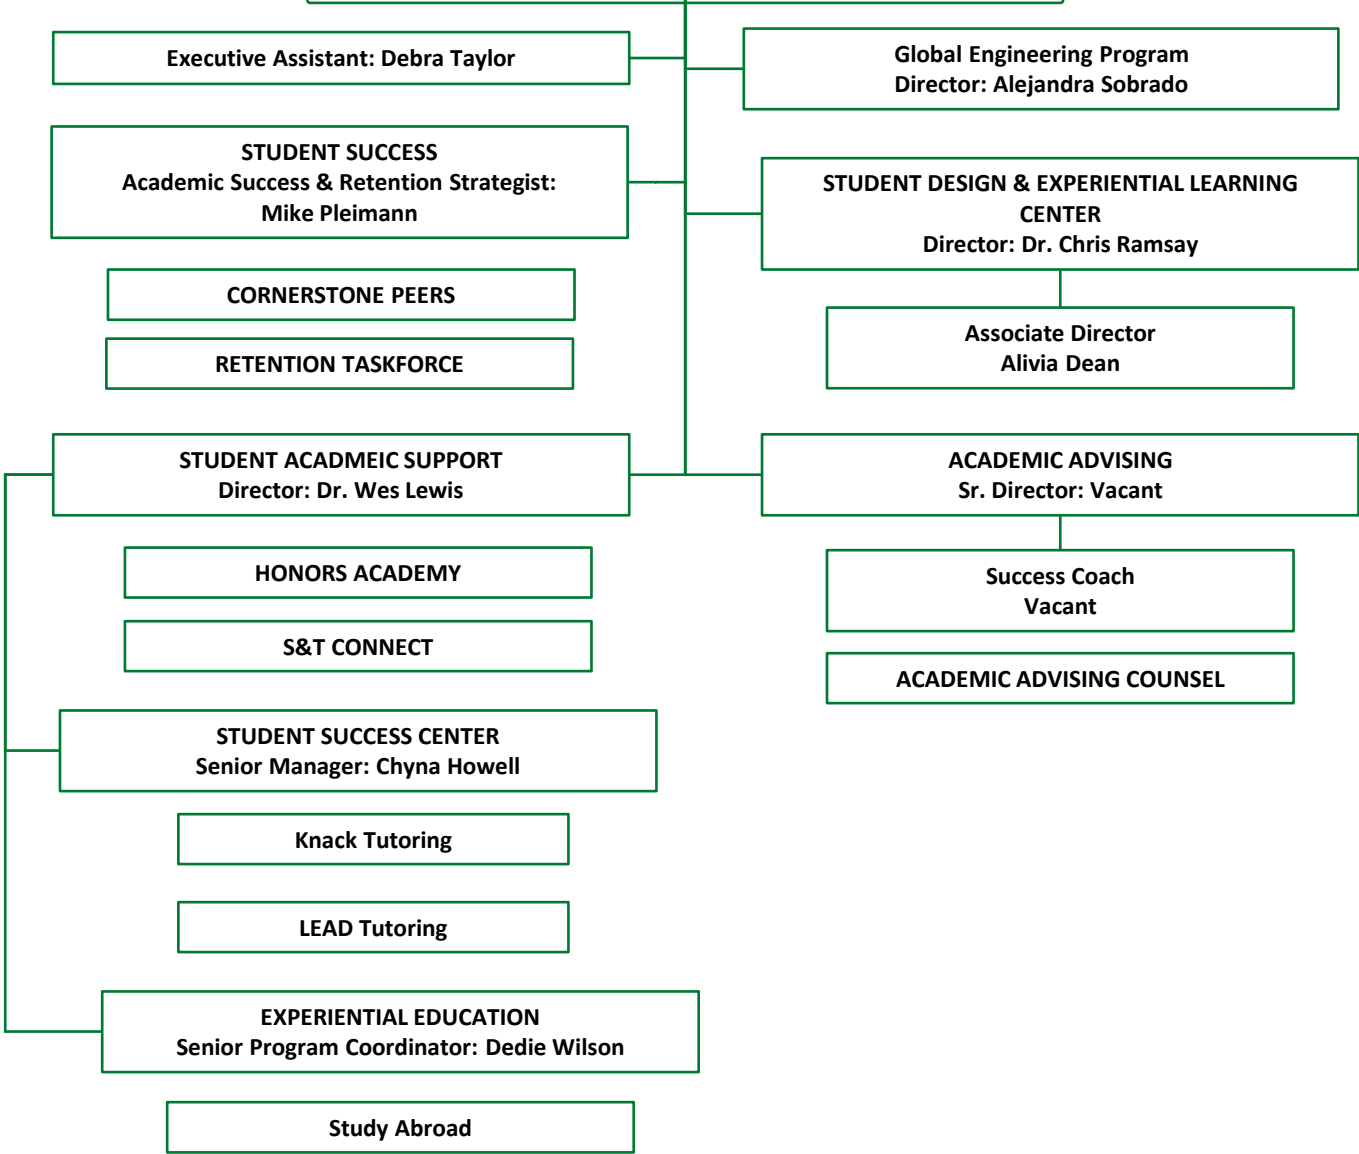 Executive Assistant: Debra Taylor
Global Engineering Program
Director: Alejandra Sobrado
STUDENT SUCCESS
Academic Success & Retention Strategist:
Mike Pleimann
STUDENT DESIGN & EXPERIENTIAL LEARNING
CENTER
Director: Dr. Chris Ramsay
CORNERSTONE PEERS
RETENTION TASKFORCE
Associate Director
Alivia Dean
STUDENT ACADMEIC SUPPORT
Director: Dr. Wes Lewis
ACADEMIC ADVISING
Sr. Director: Vacant
HONORS ACADEMY
S&T CONNECT
Success Coach
Vacant
ACADEMIC ADVISING COUNSEL
STUDENT SUCCESS CENTER
Senior Manager: Chyna Howell
Knack Tutoring
LEAD Tutoring
EXPERIENTIAL EDUCATION
Senior Program Coordinator: Dedie Wilson
Study Abroad